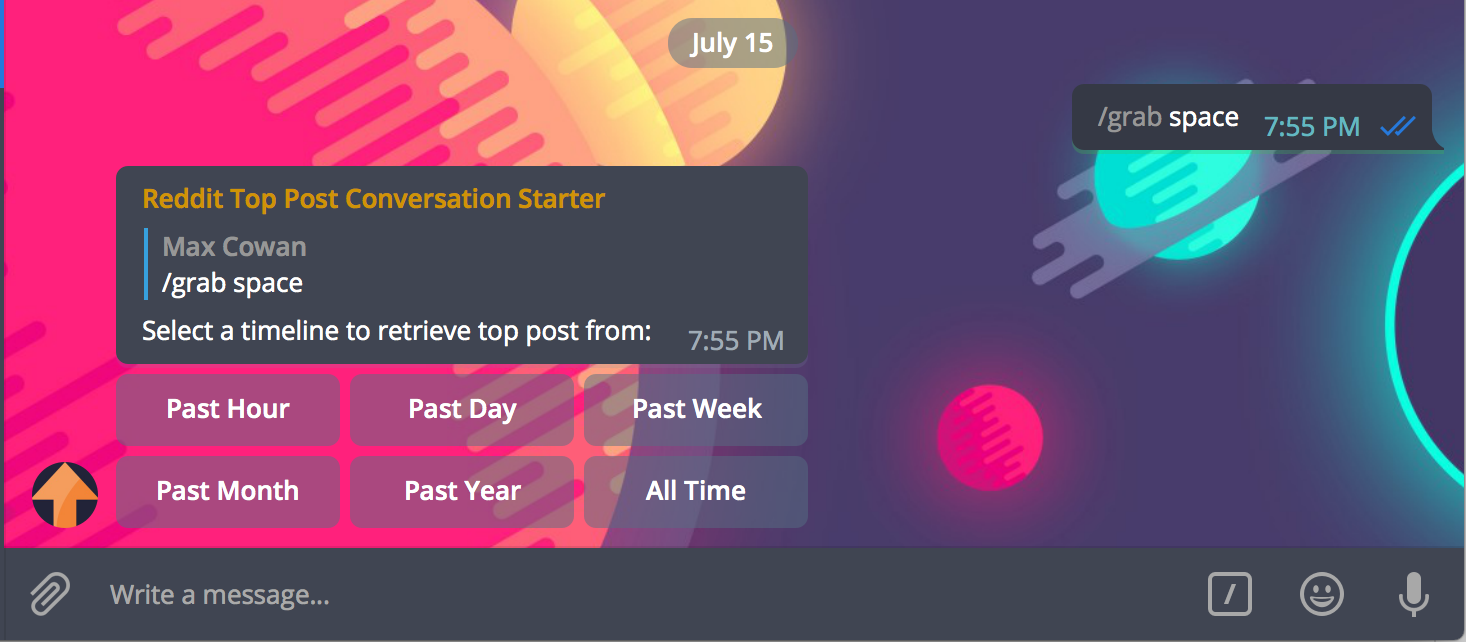 July 15
/grab space 7:55 PM
Reddit Top Post Conversation Starter
Max Cowan
/grab space
Select a timeline to retrieve top post from: 7:55 PM
Past Hour Past Day Past Week
Past Month Past Year All Time
Write a message...
/